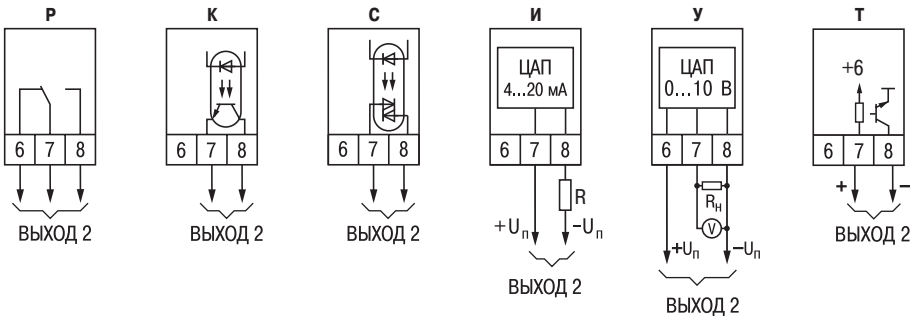 Р К С И У Т
ЦАП
4...20 мА
ЦАП
0...10 В
+6
6 7 8
6 7 8
6 7 8
6 7 8
6 7 8
6 7 8
R
Rн
V
+ –
+Uп –Uп
+Uп –Uп
ВЫХОД 2
ВЫХОД 2
ВЫХОД 2
ВЫХОД 2
ВЫХОД 2
ВЫХОД 2